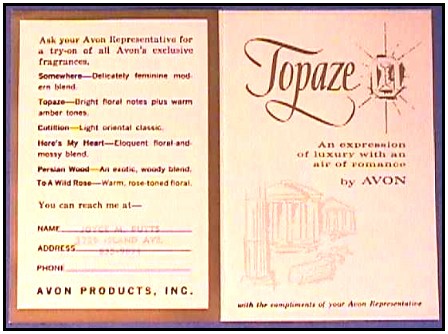 Ask your Avon Representative for
a try-on of all Avon's exclusive
fragrances.
Somewhere—Delicately feminine mod-
ern blend.
Topaze—Bright floral notes plus warm
amber tones.
Cotillion—Light oriental classic.
Here's My Heart—Eloquent floral-and-
mossy blend.
Persian Wood—An exotic, woody blend.
To A Wild Rose—Warm, rose-toned floral.
You can reach me at—
NAME JOYCE M. BUTTS
ADDRESS
PHONE
AVON PRODUCTS, INC.
Topaze
An expression
of luxury with an
air of romance
by AVON
with the compliments of your Avon Representative